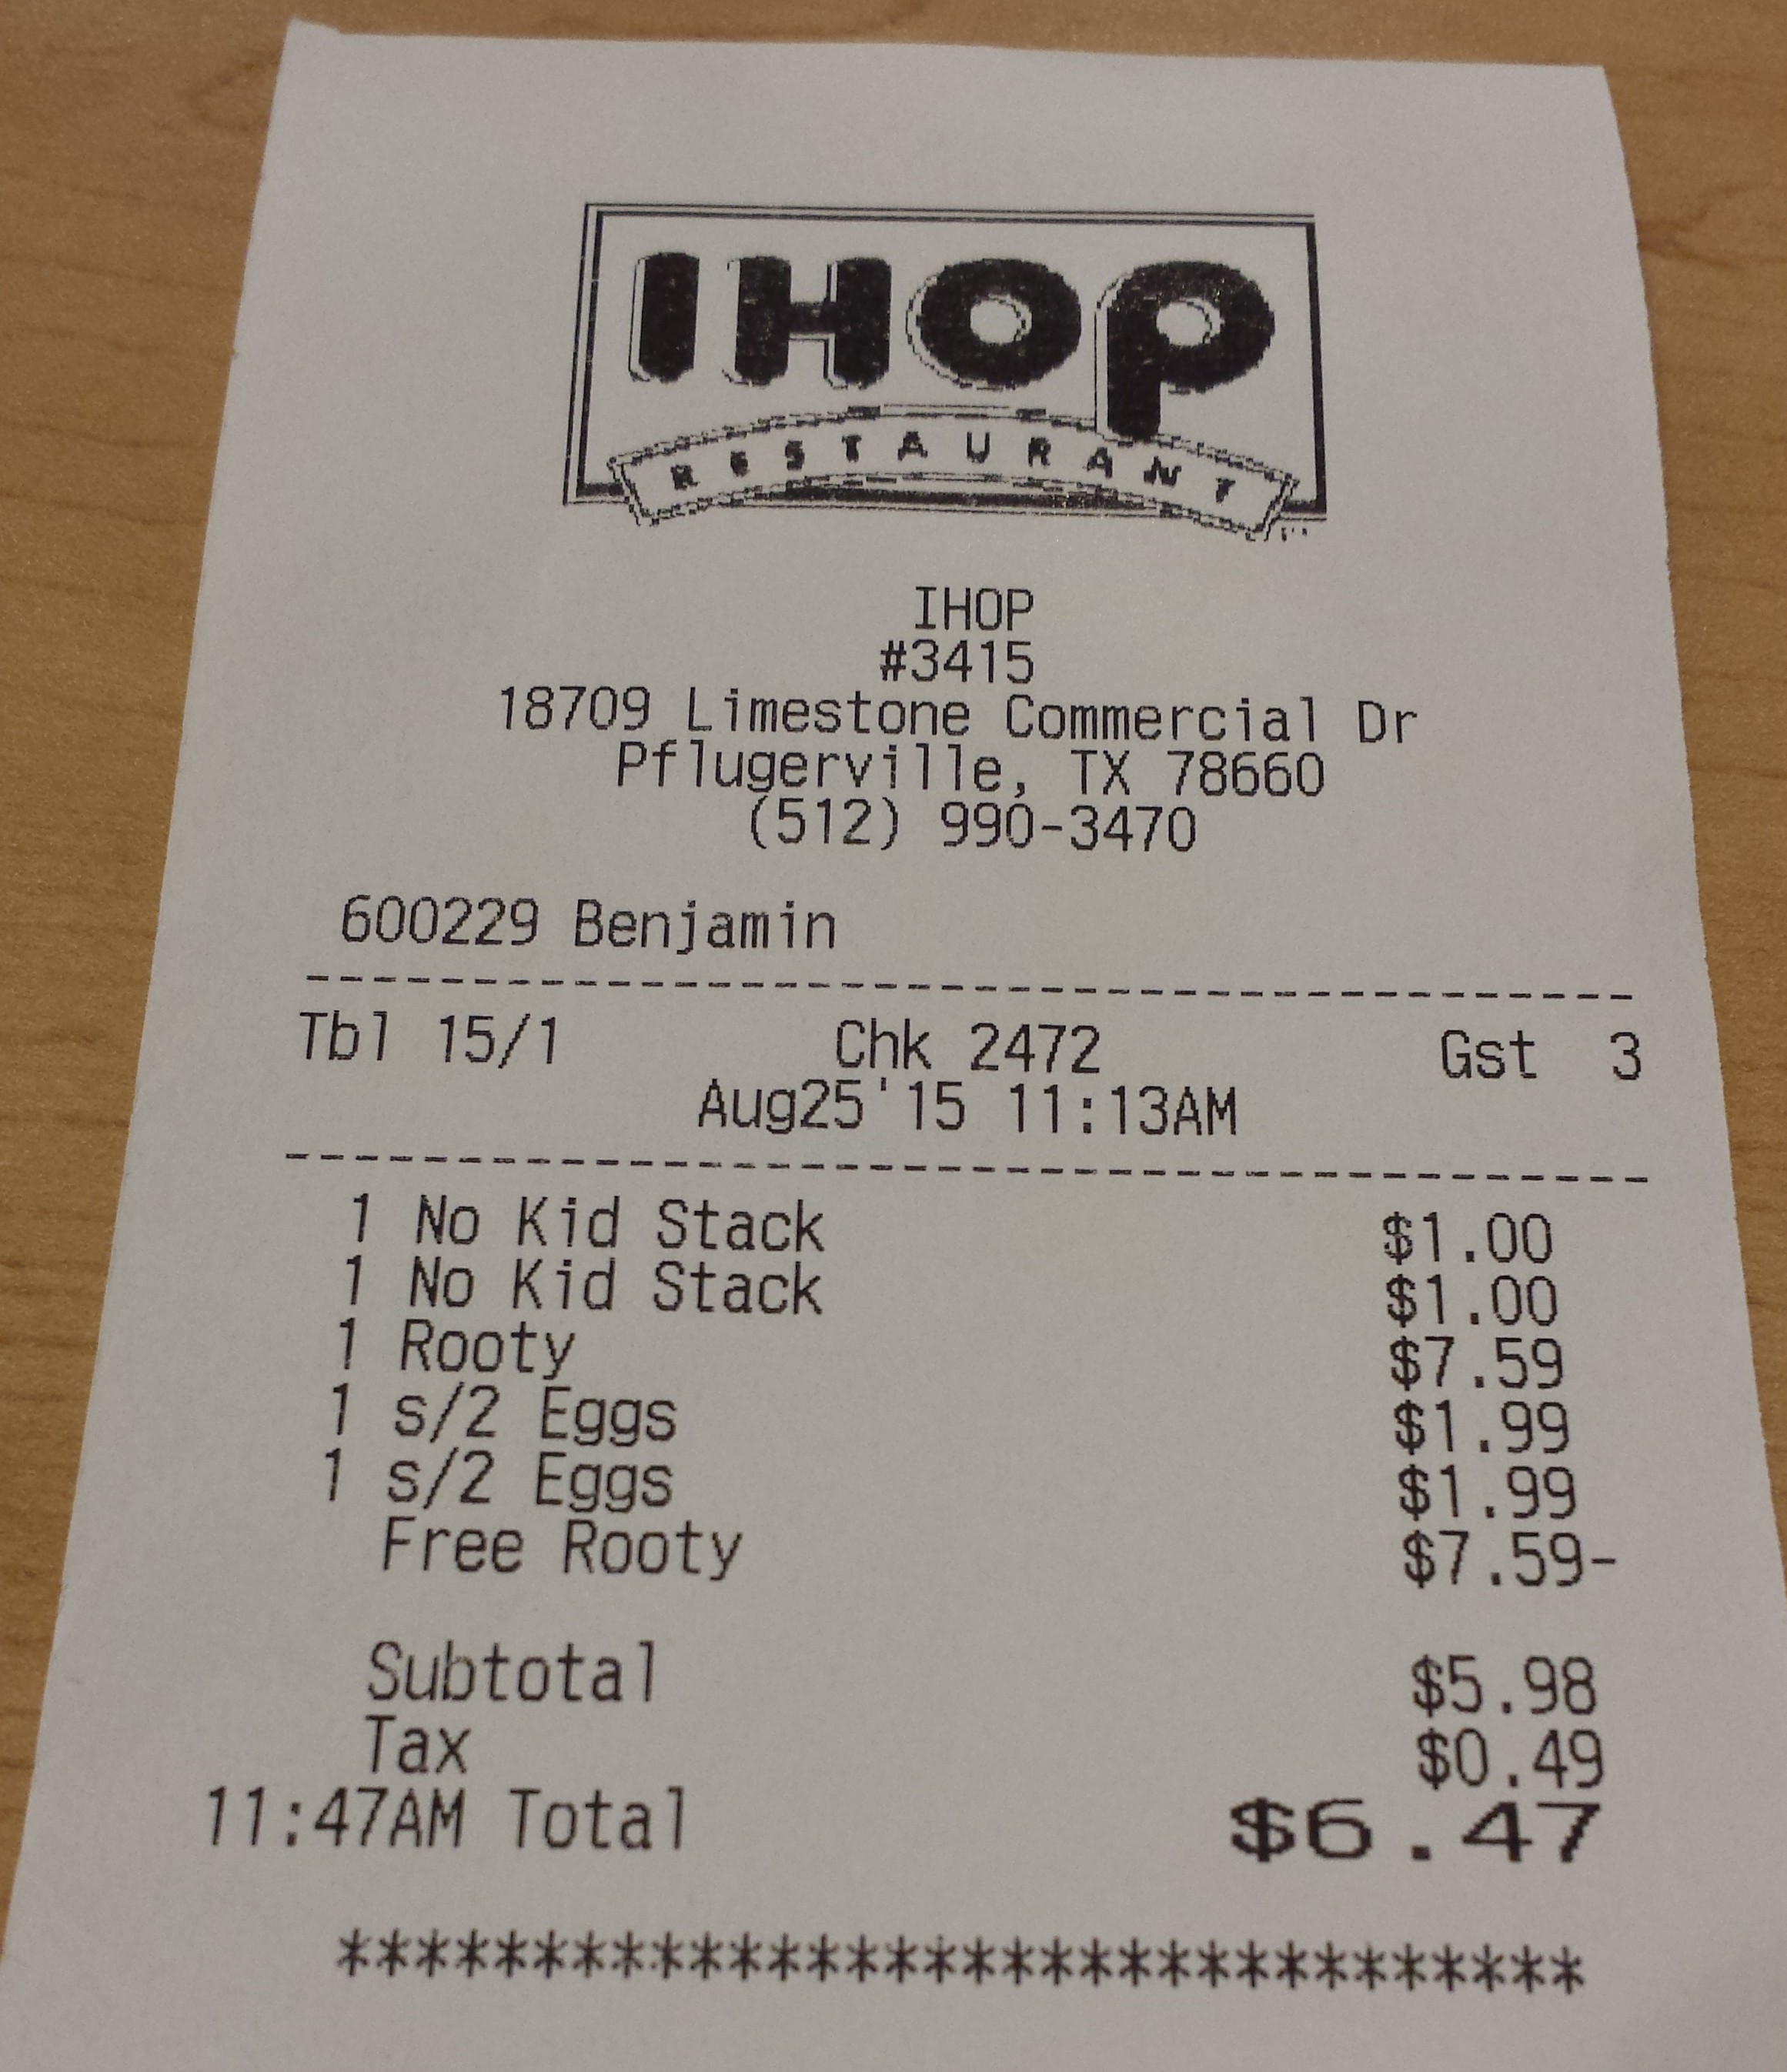 IHOP
RESTAURANT
IHOP
#3415
18709 Limestone Commercial Dr
Pflugerville, TX 78660
(512) 990-3470
600229 Benjamin
----------------------------------------
Tbl 15/1 Chk 2472 Gst 3
Aug25'15 11:13AM
----------------------------------------
1 No Kid Stack $1.00
1 No Kid Stack $1.00
1 Rooty $7.59
1 s/2 Eggs $1.99
1 s/2 Eggs $1.99
Free Rooty $7.59-
Subtotal $5.98
Tax $0.49
11:47AM Total $6.47
********************************